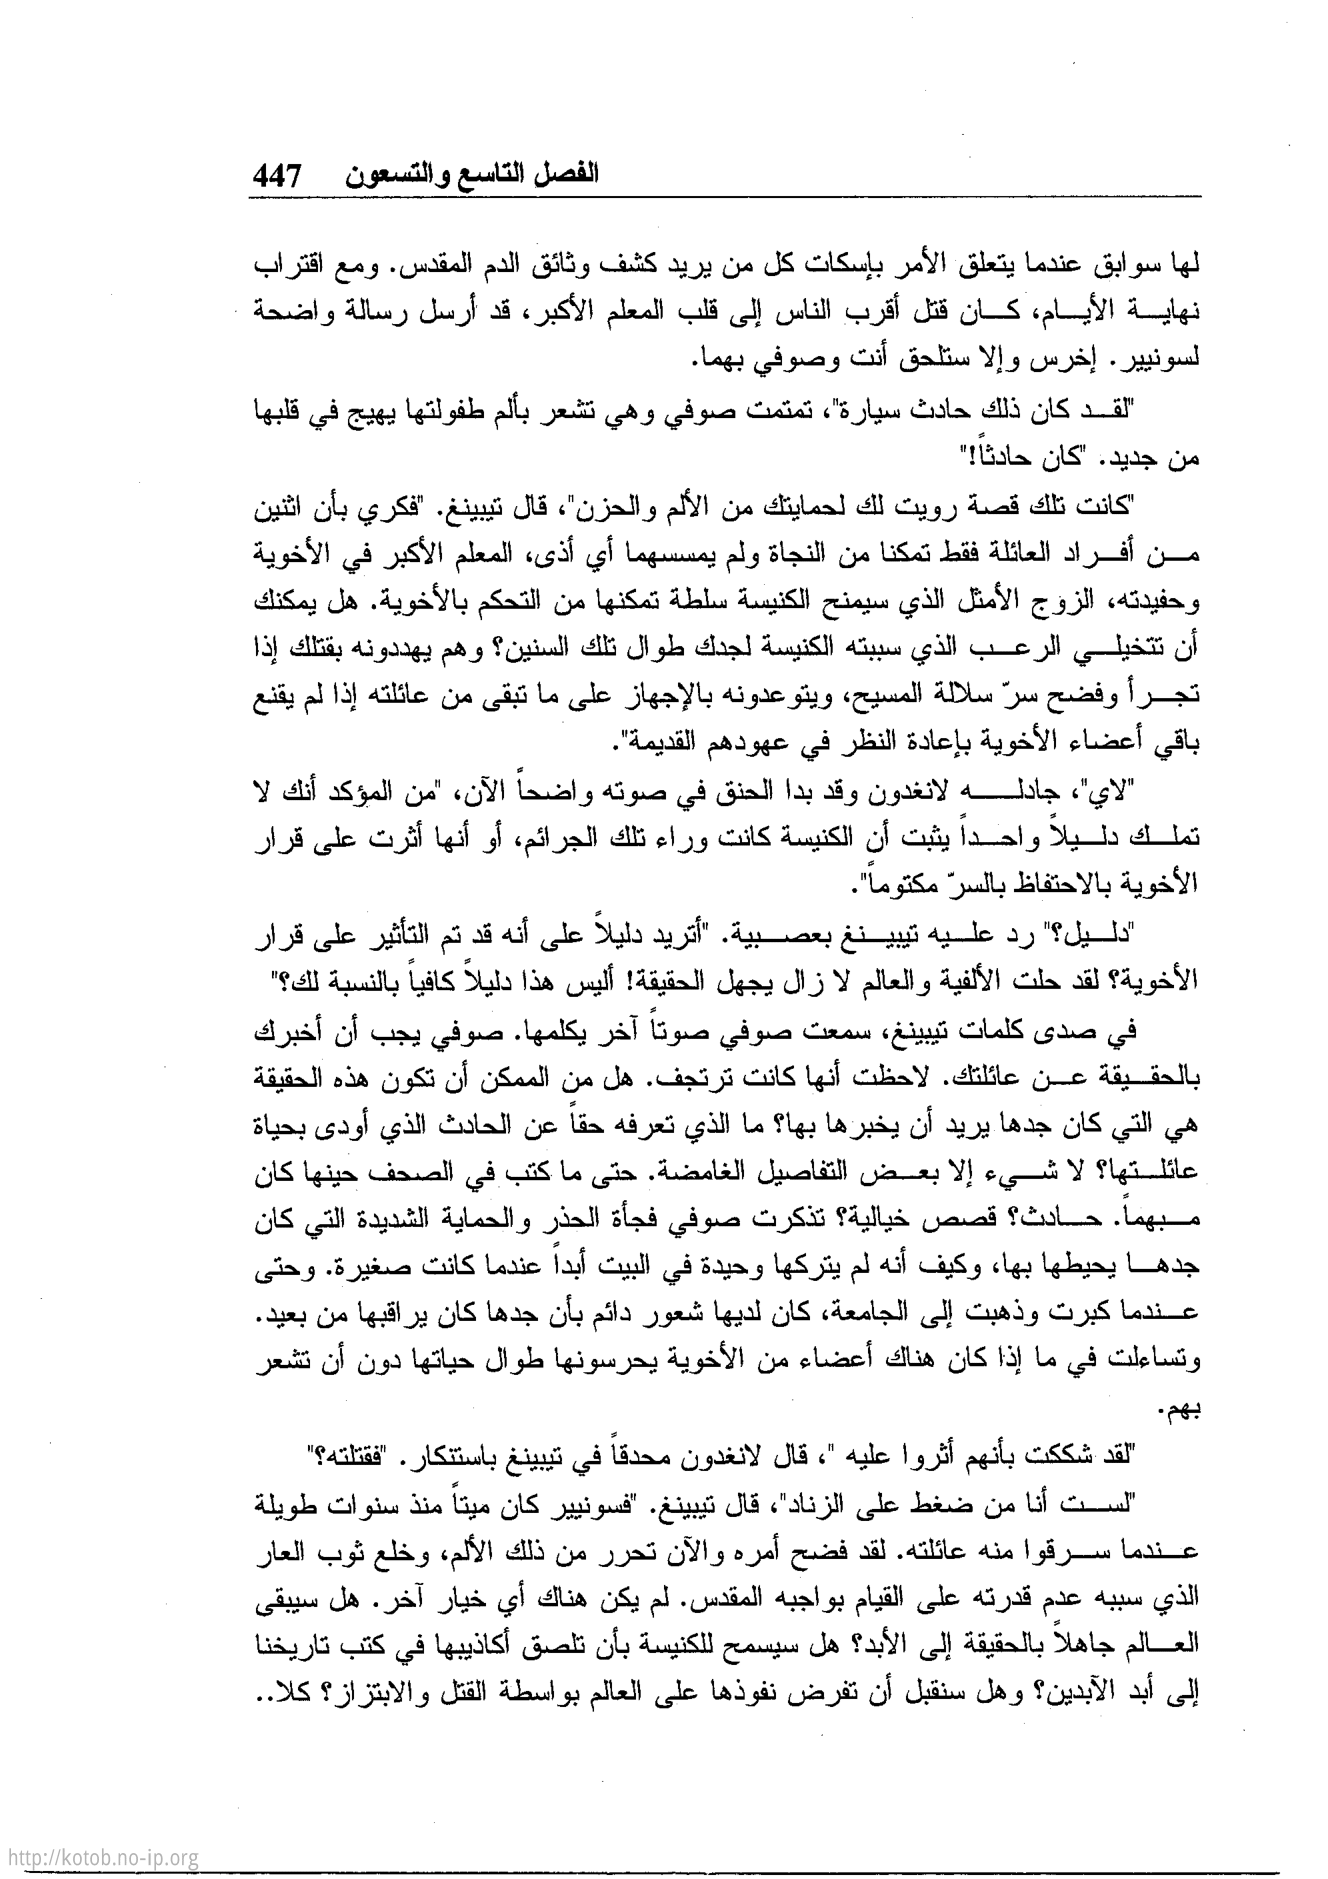 الفصل التاسع والتسعون 447
لها سوابق عندما يتعلق الأمر بإسكات كل من يريد كشف وثائق الدم المقدس. ومع اقتراب
نهاية الأيام، كان قتل أقرب الناس إلى قلب المعلم الأكبر، قد أرسل رسالة واضحة
لسونيير. إخرس وإلا ستلحق أنت وصوفي بهما.
"لقد كان ذلك حادث سيارة"، تمتمت صوفي وهي تشعر بألم طفولتها يهيج في قلبها
من جديد. "كان حادثاً!"
"كانت تلك قصة رويت لك لحمايتك من الألم والحزن"، قال تيبينغ. "فكري بأن اثنين
من أفراد العائلة فقط تمكنا من النجاة ولم يمسسهما أي أذى، المعلم الأكبر في الأخوية
وحفيدته، الزوج الأمثل الذي سيمنح الكنيسة سلطة تمكنها من التحكم بالأخوية. هل يمكنك
أن تتخيلي الرعب الذي سببته الكنيسة لجدك طوال تلك السنين؟ وهم يهددونه بقتلك إذا
تجرأ وفضح سرّ سلالة المسيح، ويتوعدونه بالإجهاز على ما تبقى من عائلته إذا لم يقنع
باقي أعضاء الأخوية بإعادة النظر في عهودهم القديمة".
"لاي"، جادله لانغدون وقد بدا الحنق في صوته واضحاً الآن، "من المؤكد أنك لا
تملك دليلاً واحداً يثبت أن الكنيسة كانت وراء تلك الجرائم، أو أنها أثرت على قرار
الأخوية بالاحتفاظ بالسرّ مكتوماً".
"دليل؟" رد عليه تيبينغ بعصبية. "أتريد دليلاً على أنه قد تم التأثير على قرار
الأخوية؟ لقد حلت الألفية والعالم لا زال يجهل الحقيقة! أليس هذا دليلاً كافياً بالنسبة لك؟"
في صدى كلمات تيبينغ، سمعت صوفي صوتاً آخر يكلمها. صوفي يجب أن أخبرك
بالحقيقة عن عائلتك. لاحظت أنها كانت ترتجف. هل من الممكن أن تكون هذه الحقيقة
هي التي كان جدها يريد أن يخبرها بها؟ ما الذي تعرفه حقاً عن الحادث الذي أودى بحياة
عائلتها؟ لا شيء إلا بعض التفاصيل الغامضة. حتى ما كتب في الصحف حينها كان
مبهماً. حادث؟ قصص خيالية؟ تذكرت صوفي فجأة الحذر والحماية الشديدة التي كان
جدها يحيطها بها، وكيف أنه لم يتركها وحيدة في البيت أبداً عندما كانت صغيرة. وحتى
عندما كبرت وذهبت إلى الجامعة، كان لديها شعور دائم بأن جدها كان يراقبها من بعيد.
وتساءلت في ما إذا كان هناك أعضاء من الأخوية يحرسونها طوال حياتها دون أن تشعر
بهم.
"لقد شككت بأنهم أثروا عليه "، قال لانغدون محدقاً في تيبينغ باستنكار. "فقتلته؟"
"لست أنا من ضغط على الزناد"، قال تيبينغ. "فسونيير كان ميتاً منذ سنوات طويلة
عندما سرقوا منه عائلته. لقد فضح أمره والآن تحرر من ذلك الألم، وخلع ثوب العار
الذي سببه عدم قدرته على القيام بواجبه المقدس. لم يكن هناك أي خيار آخر. هل سيبقى
العالم جاهلاً بالحقيقة إلى الأبد؟ هل سيسمح للكنيسة بأن تلصق أكاذيبها في كتب تاريخنا
إلى أبد الآبدين؟ وهل سنقبل أن تفرض نفوذها على العالم بواسطة القتل والابتزاز؟ كلا..
http://kotob.no-ip.org